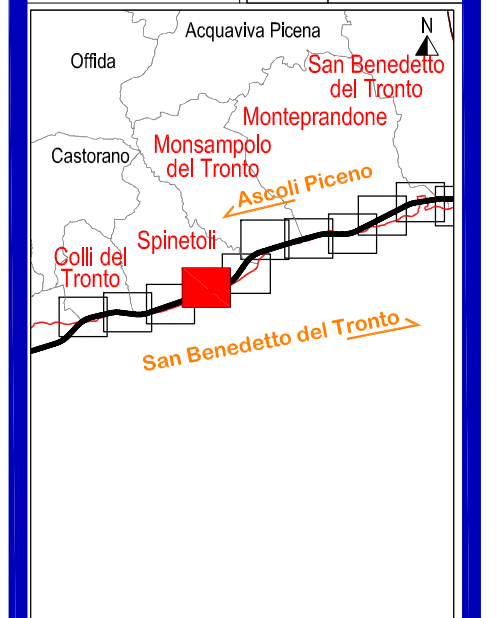 Acquaviva Picena
N
Offida
San Benedetto
del Tronto
Monteprandone
Monsampolo
del Tronto
Castorano
Ascoli Piceno
Spinetoli
Colli del
Tronto
San Benedetto del Tronto